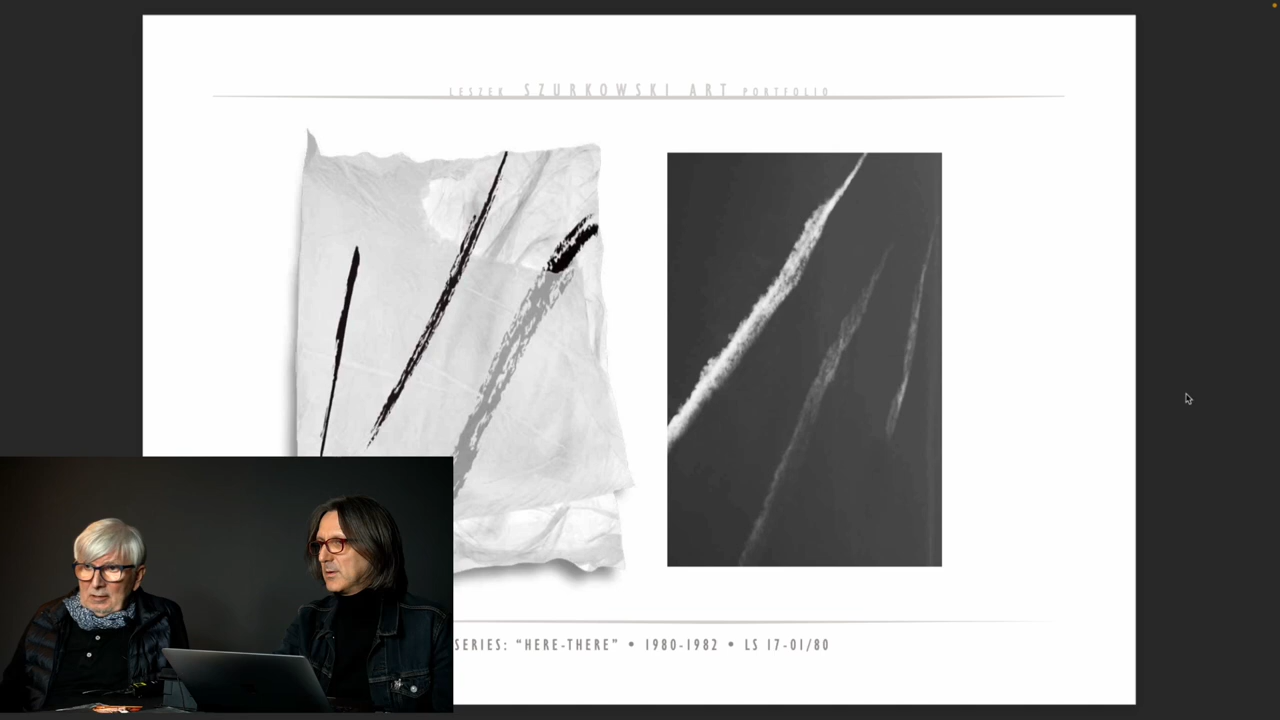 LESZEK SZURKOWSKI ART PORTFOLIO
SERIES: “HERE-THERE” • 1980-1982 • LS 17-01/80